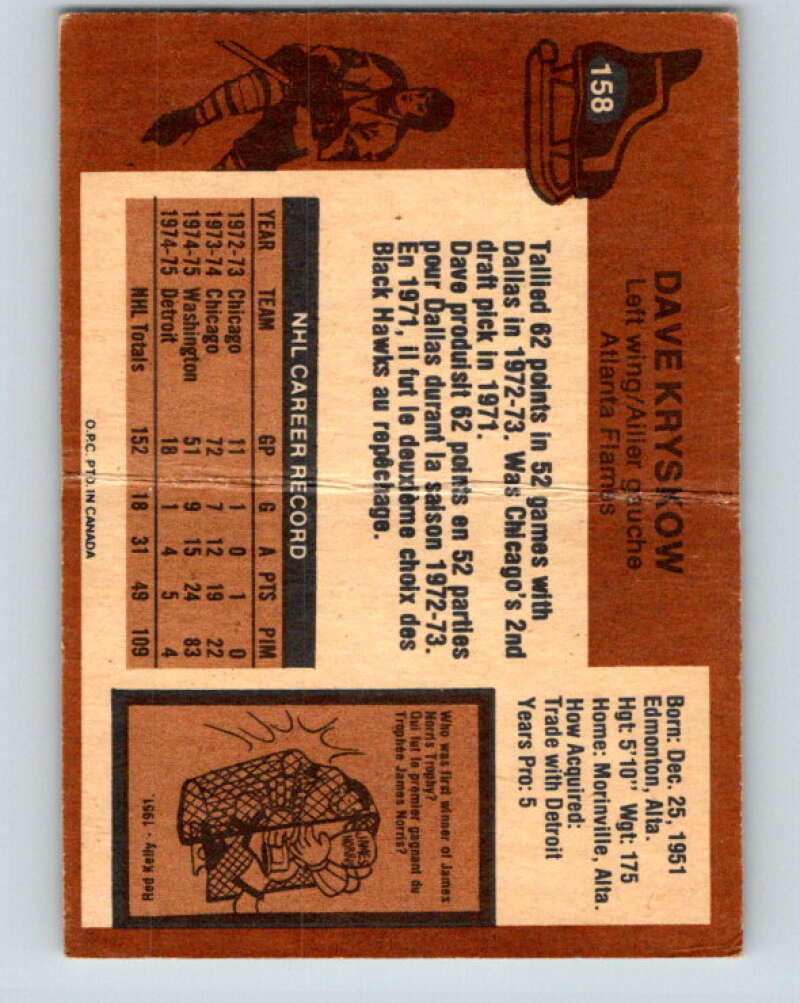 158
DAVE KRYSKOW
Left wing/Ailier gauche
Atlanta Flames
Tallied 62 points in 52 games with
Dallas in 1972-73. Was Chicago's 2nd
draft pick in 1971.
Dave produisit 62 points en 52 parties
pour Dallas durant la saison 1972-73.
En 1971, il fut le deuxième choix des
Black Hawks au repêchage.
NHL CAREER RECORD
YEAR TEAM GP G A PTS PIM
1972-73 Chicago 11 1 0 1 0
1973-74 Chicago 72 7 12 19 22
1974-75 Washington 51 9 15 24 83
1974-75 Detroit 18 1 4 5 4
NHL Totals 152 18 31 49 109
O.P.C. PTD. IN CANADA
Born: Dec. 25, 1951
Edmonton, Alta.
Hgt: 5'10" Wgt: 175
Home: Morinville, Alta.
How Acquired:
Trade with Detroit
Years Pro: 5
Who was first winner of James
Norris Trophy?
Qui fut le premier gagnant du
Trophée James Norris?
JAMES
NORRIS
Red Kelly - 1951.